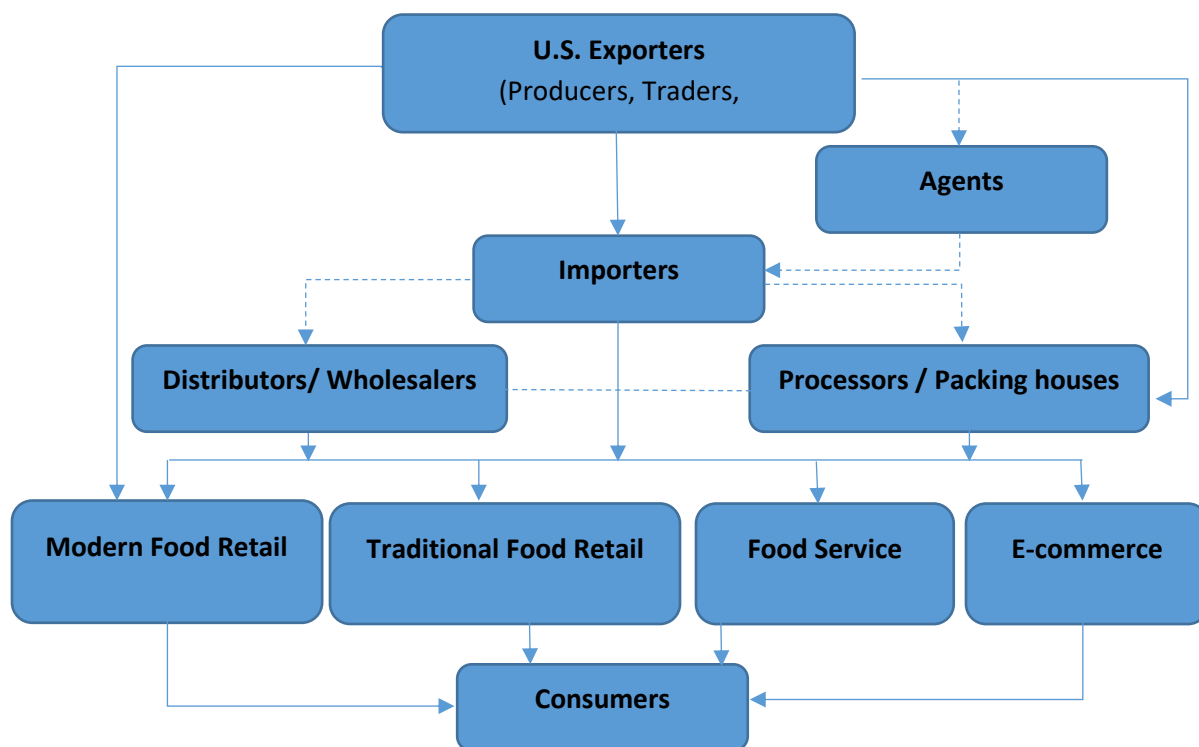 U.S. Exporters
(Producers, Traders,
Agents
Importers
Distributors/ Wholesalers
Processors / Packing houses
Modern Food Retail
Traditional Food Retail
Food Service
E-commerce
Consumers